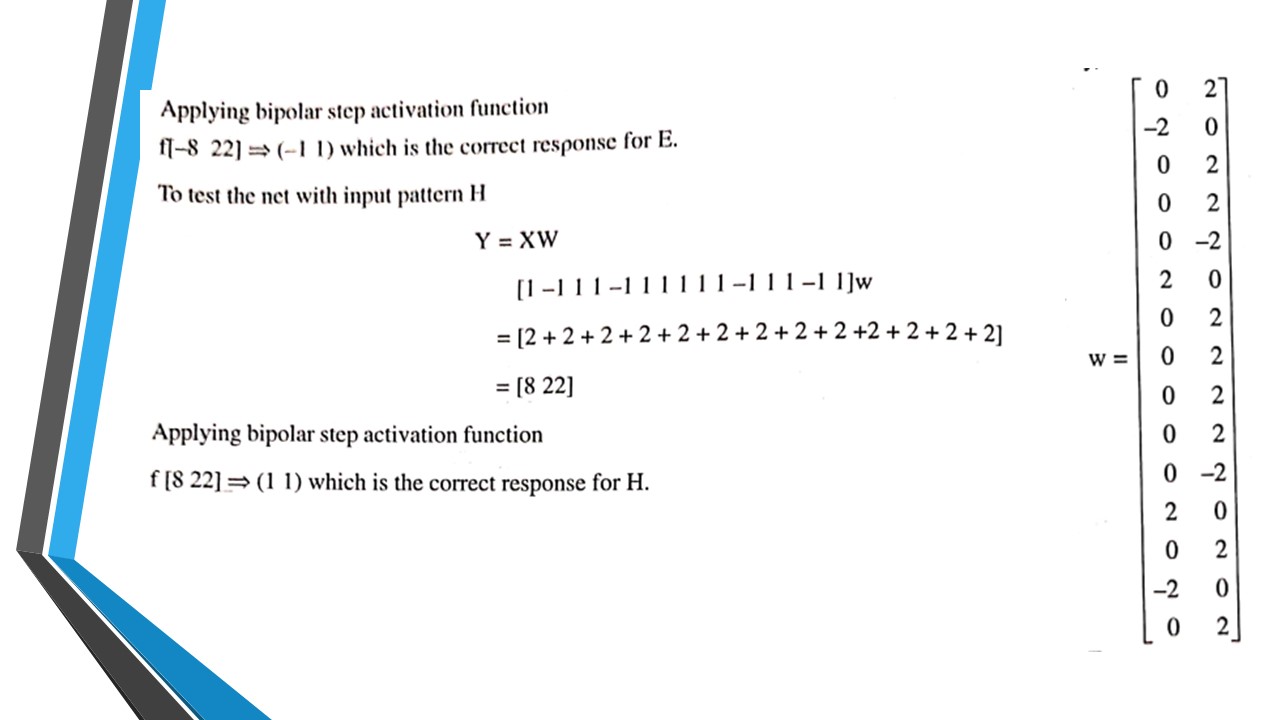 Applying bipolar step activation function
f[–8 22] ⇒ (–1 1) which is the correct response for E.
To test the net with input pattern H
Y = XW
[1 –1 1 1 –1 1 1 1 1 1 –1 1 1 –1 1]w
= [2 + 2 + 2 + 2 + 2 + 2 + 2 + 2 + 2 +2 + 2 + 2 + 2]
= [8 22]
Applying bipolar step activation function
f [8 22] ⇒ (1 1) which is the correct response for H.
0 2
–2 0
0 2
0 2
0 –2
2 0
0 2
w = 0 2
0 2
0 2
0 –2
2 0
0 2
–2 0
0 2